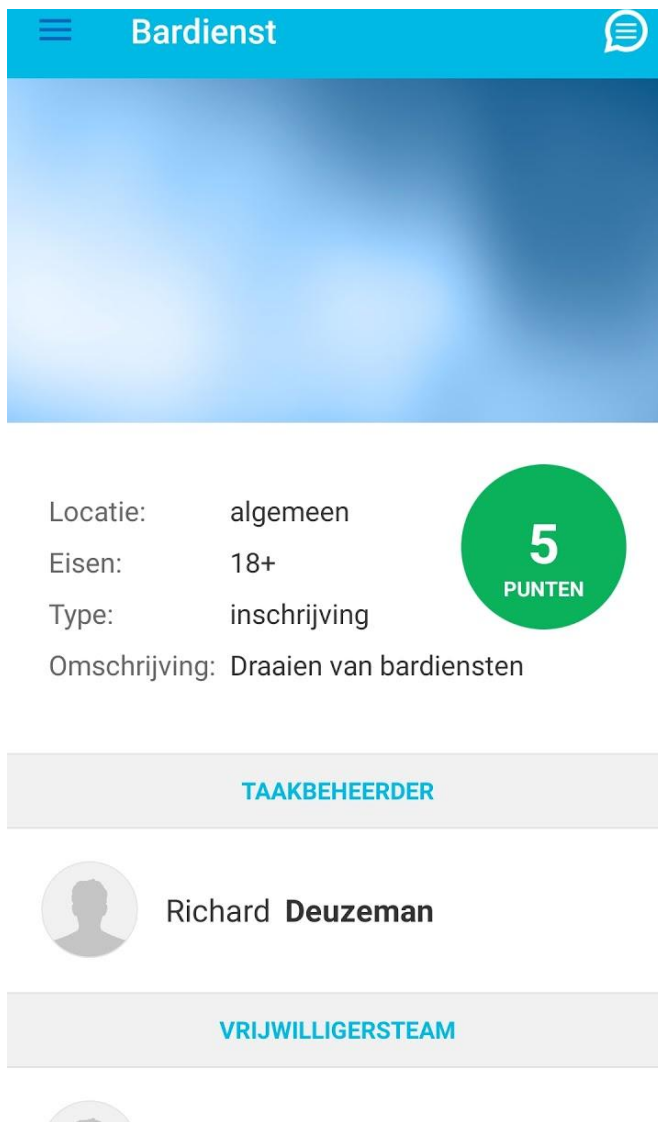 Bardienst
Locatie: algemeen
Eisen: 18+
Type: inschrijving
Omschrijving: Draaien van bardiensten
5
PUNTEN
TAAKBEHEERDER
Richard Deuzeman
VRIJWILLIGERSTEAM